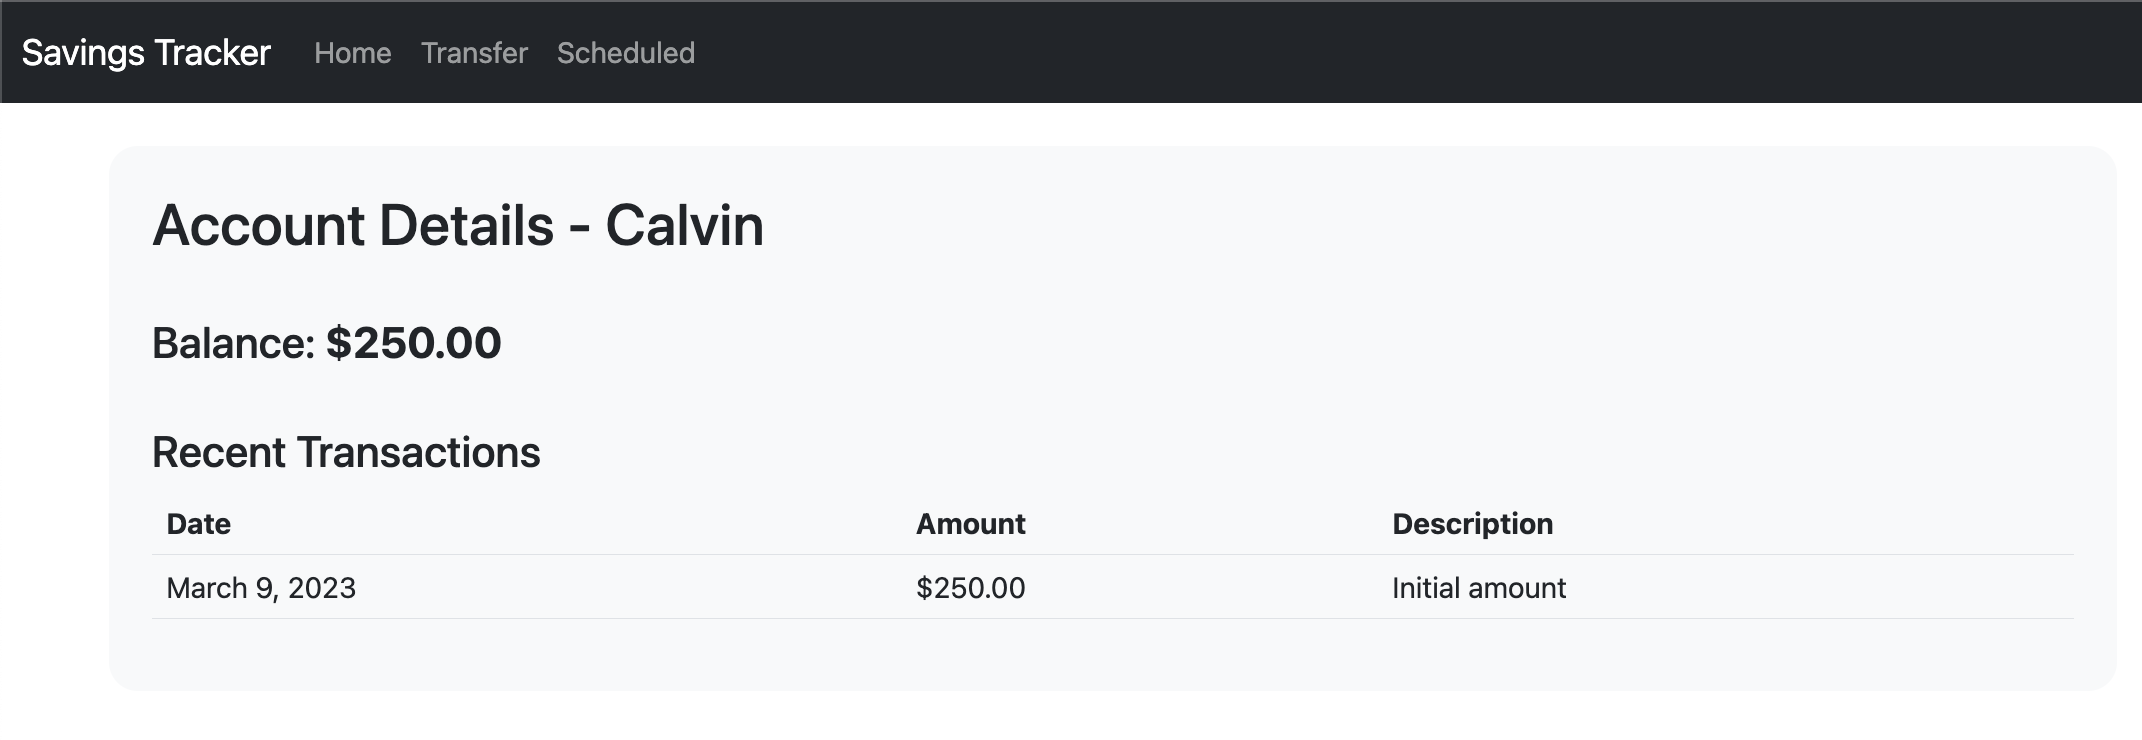 Savings Tracker Home Transfer Scheduled
Account Details - Calvin
Balance: $250.00
Recent Transactions
Date Amount Description
March 9, 2023 $250.00 Initial amount